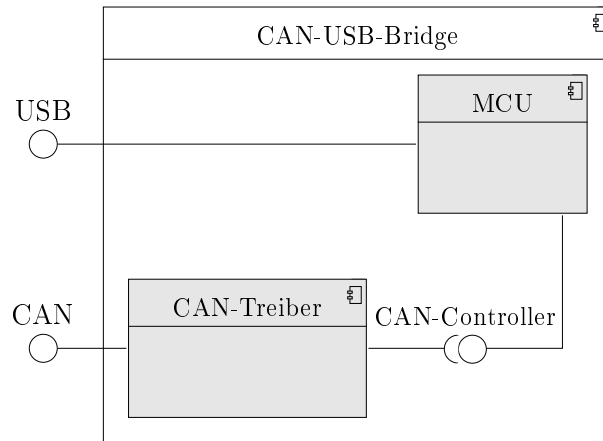 CAN-USB-Bridge
MCU
USB
CAN-Treiber
CAN
CAN-Controller